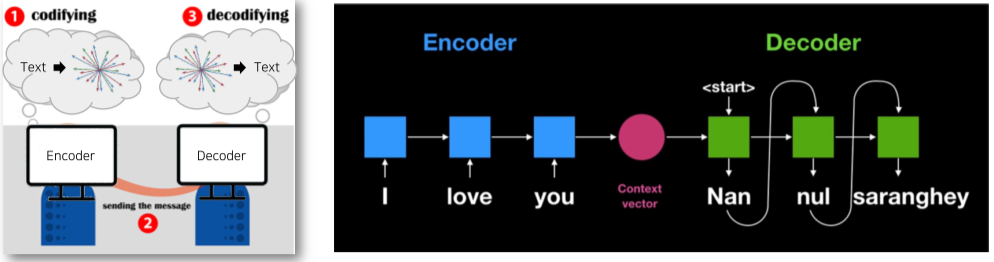 1 codifying
3 decodifying
Text
Text
Encoder
Decoder
sending the message
2
Encoder
Decoder
<start>
I
love
you
Context
vector
Nan
nul
saranghey